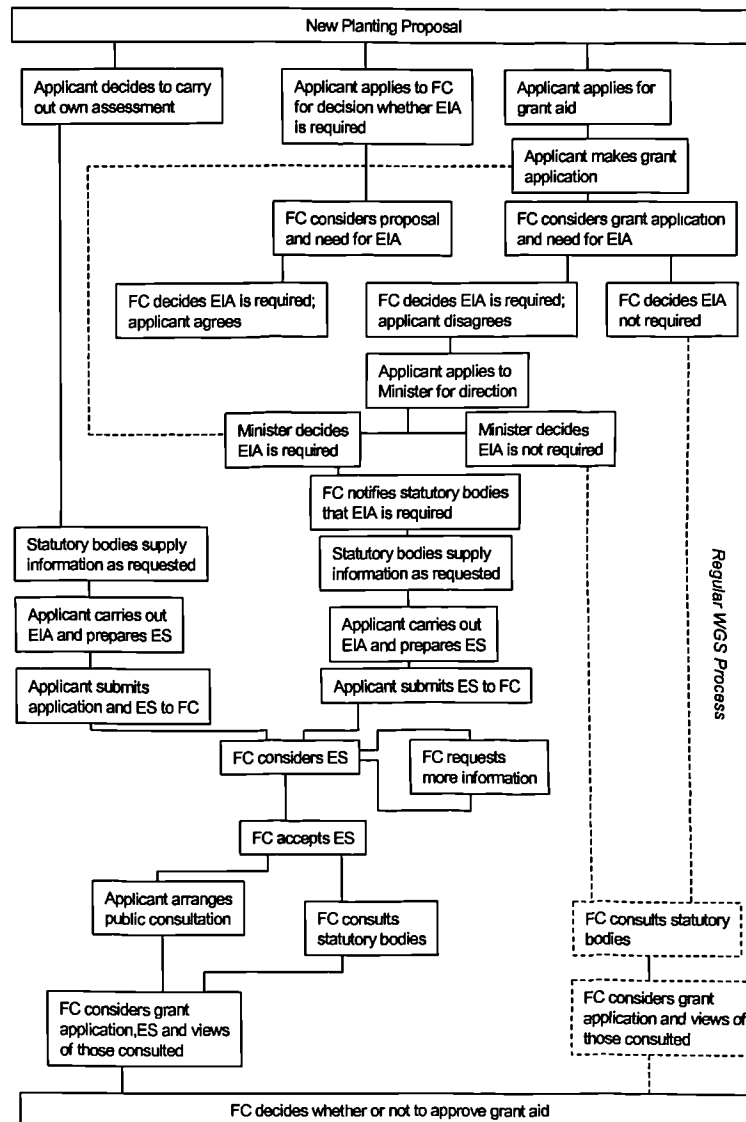 New Planting Proposal
Applicant decides to carry
out own assessment
Applicant applies to FC
for decision whether EIA
is required
Applicant applies for
grant aid
Applicant makes grant
application
FC considers proposal
and need for EIA
FC considers grant application
and need for EIA
FC decides EIA is required;
applicant agrees
FC decides EIA is required;
applicant disagrees
FC decides EIA
not required
Applicant applies to
Minister for direction
Minister decides
EIA is required
Minister decides
EIA is not required
FC notifies statutory bodies
that EIA is required
Statutory bodies supply
information as requested
Statutory bodies supply
information as requested
Regular WGS Process
Applicant carries out
EIA and prepares ES
Applicant carries out
EIA and prepares ES
Applicant submits
application and ES to FC
Applicant submits ES to FC
FC considers ES
FC requests
more information
FC accepts ES
Applicant arranges
public consultation
FC consults
statutory bodies
FC consults statutory
bodies
FC considers grant
application,ES and views
of those consulted
FC considers grant
application and views of
those consulted
FC decides whether or not to approve grant aid